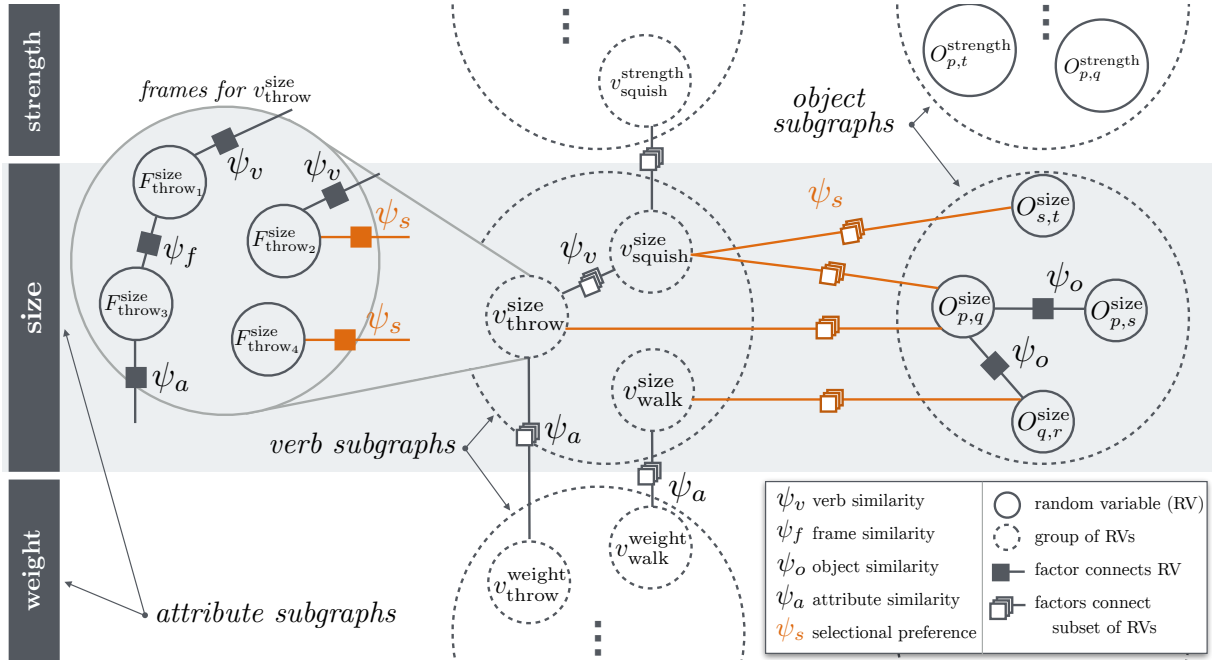 strength
size
weight
frames for v^size_throw
F^size_throw₁
ψ_v
ψ_f
F^size_throw₃
ψ_a
ψ_v
F^size_throw₂
ψ_s
F^size_throw₄
ψ_s
v^strength_squish
ψ_v
v^size_squish
v^size_throw
v^size_walk
ψ_a
ψ_a
v^weight_throw
v^weight_walk
verb subgraphs
attribute subgraphs
O^strength_p,t
O^strength_p,q
object
subgraphs
ψ_s
O^size_s,t
O^size_p,q
ψ_o
O^size_p,s
ψ_o
O^size_q,r
ψ_v verb similarity
ψ_f frame similarity
ψ_o object similarity
ψ_a attribute similarity
ψ_s selectional preference
random variable (RV)
group of RVs
factor connects RV
factors connect
subset of RVs